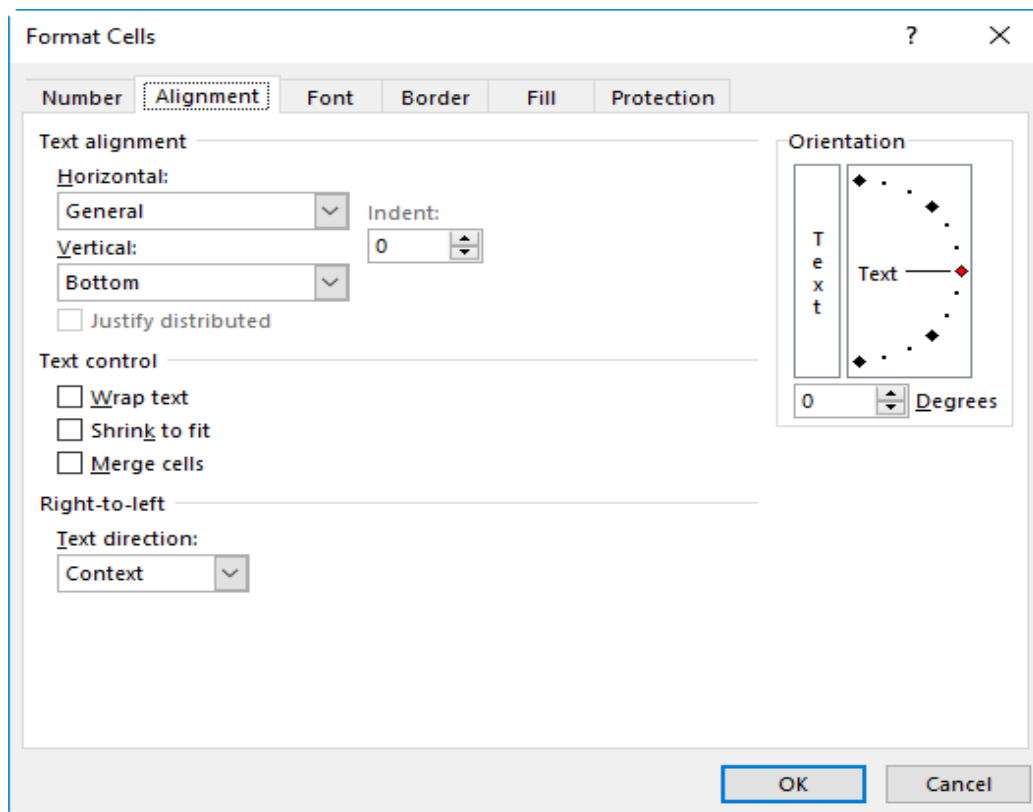 Format Cells ? ×
Number Alignment Font Border Fill Protection
Text alignment
Horizontal:
General
Indent:
0
Vertical:
Bottom
Justify distributed
Text control
Wrap text
Shrink to fit
Merge cells
Right-to-left
Text direction:
Context
Orientation
Text
Text
0 Degrees
OK Cancel